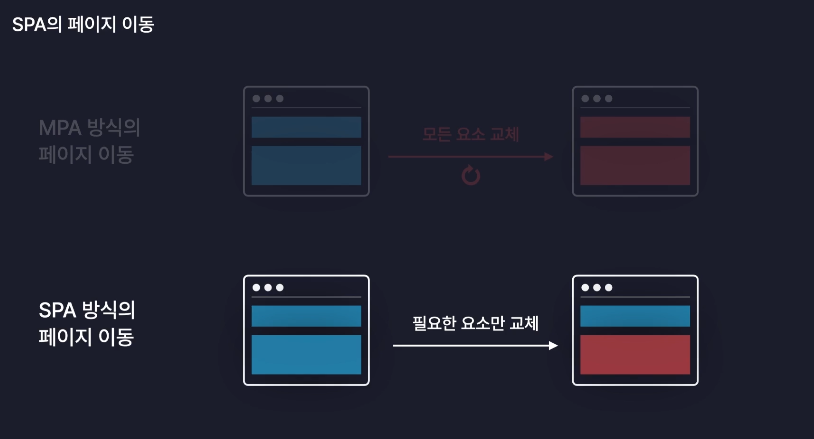 SPA의 페이지 이동
MPA 방식의
페이지 이동
모든 요소 교체
SPA 방식의
페이지 이동
필요한 요소만 교체